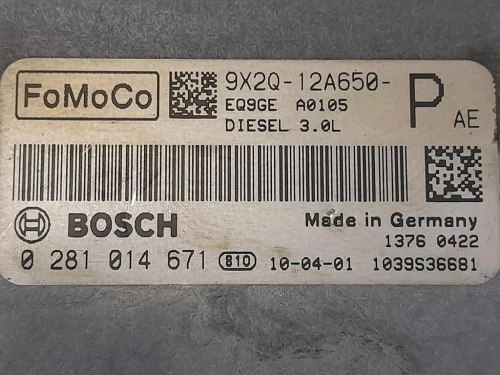 FoMoCo
9X2Q-12A650-
P
AE
EQ9GE A0105
DIESEL 3.0L
BOSCH
Made in Germany
1376 0422
0 281 014 671 810 10-04-01 1039S36681